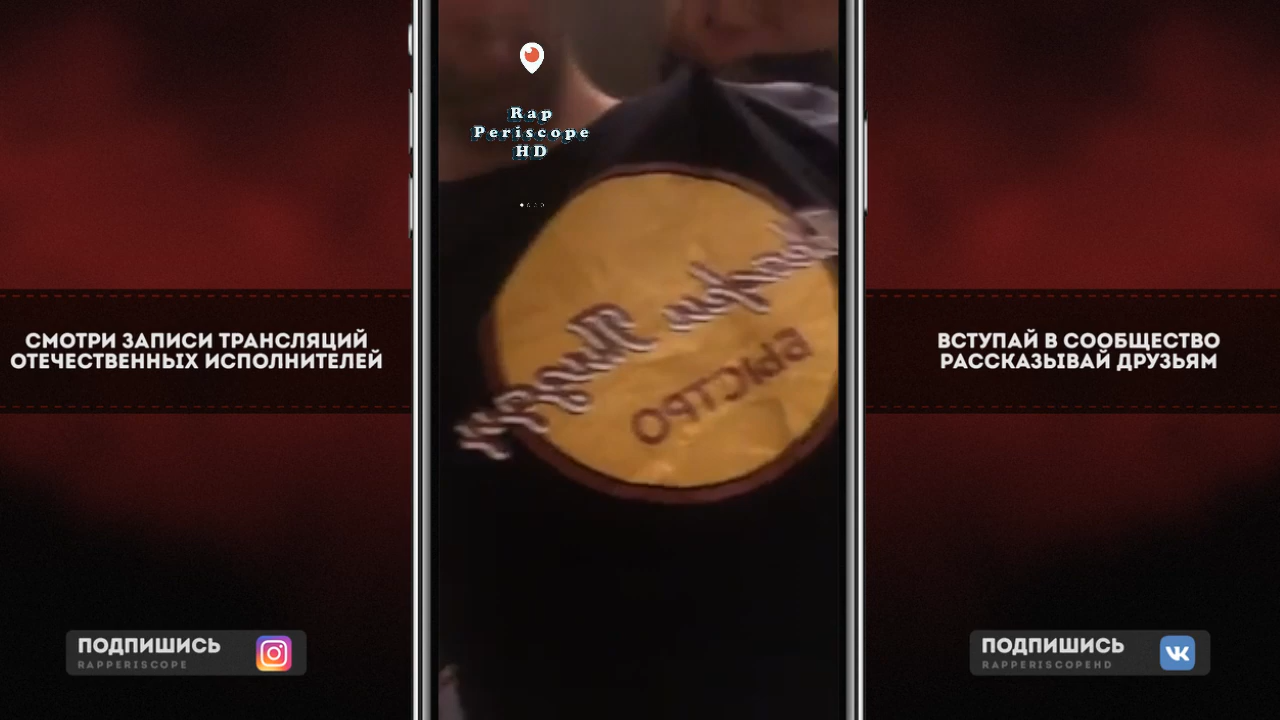 Rap
Periscope
HD
СМОТРИ ЗАПИСИ ТРАНСЛЯЦИЙ
ОТЕЧЕСТВЕННЫХ ИСПОЛНИТЕЛЕЙ
ВСТУПАЙ В СООБЩЕСТВО
РАССКАЗЫВАЙ ДРУЗЬЯМ
БЫСТРО
ПОДПИШИСЬ
RAPPERISCOPE
ПОДПИШИСЬ
RAPPERISCOPEHD